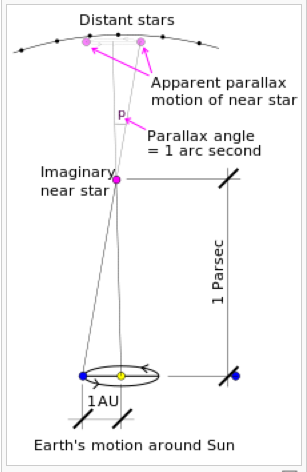 Distant stars
Apparent parallax
motion of near star
p
Parallax angle
= 1 arc second
Imaginary
near star
1 Parsec
1AU
Earth's motion around Sun